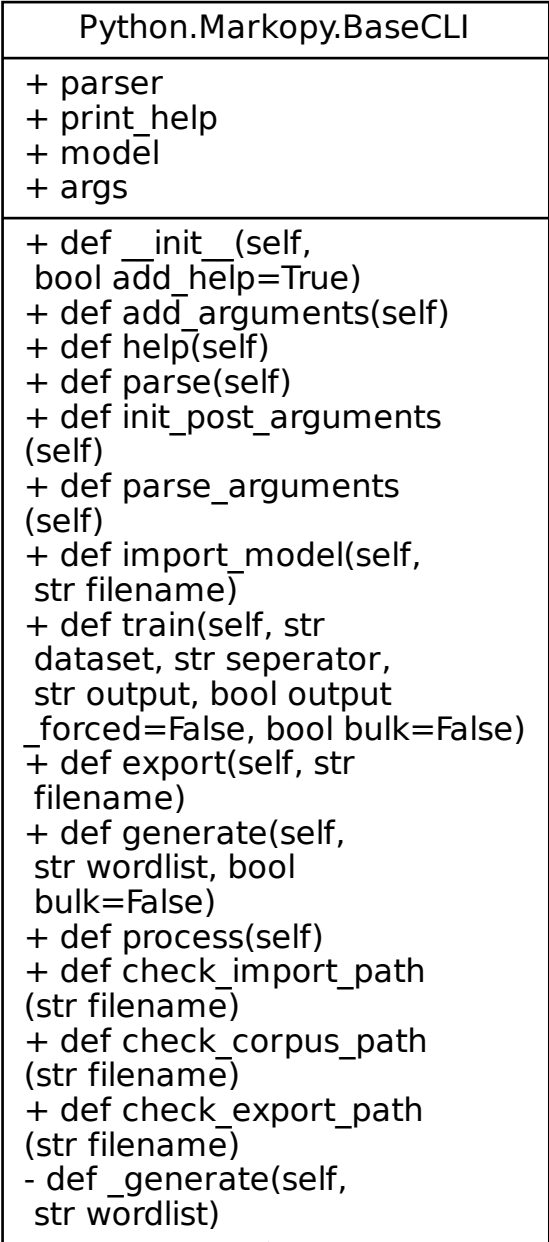 Python.Markopy.BaseCLI
+ parser
+ print_help
+ model
+ args
+ def __init__(self,
bool add_help=True)
+ def add_arguments(self)
+ def help(self)
+ def parse(self)
+ def init_post_arguments
(self)
+ def parse_arguments
(self)
+ def import_model(self,
str filename)
+ def train(self, str
dataset, str seperator,
str output, bool output
_forced=False, bool bulk=False)
+ def export(self, str
filename)
+ def generate(self,
str wordlist, bool
bulk=False)
+ def process(self)
+ def check_import_path
(str filename)
+ def check_corpus_path
(str filename)
+ def check_export_path
(str filename)
- def _generate(self,
str wordlist)